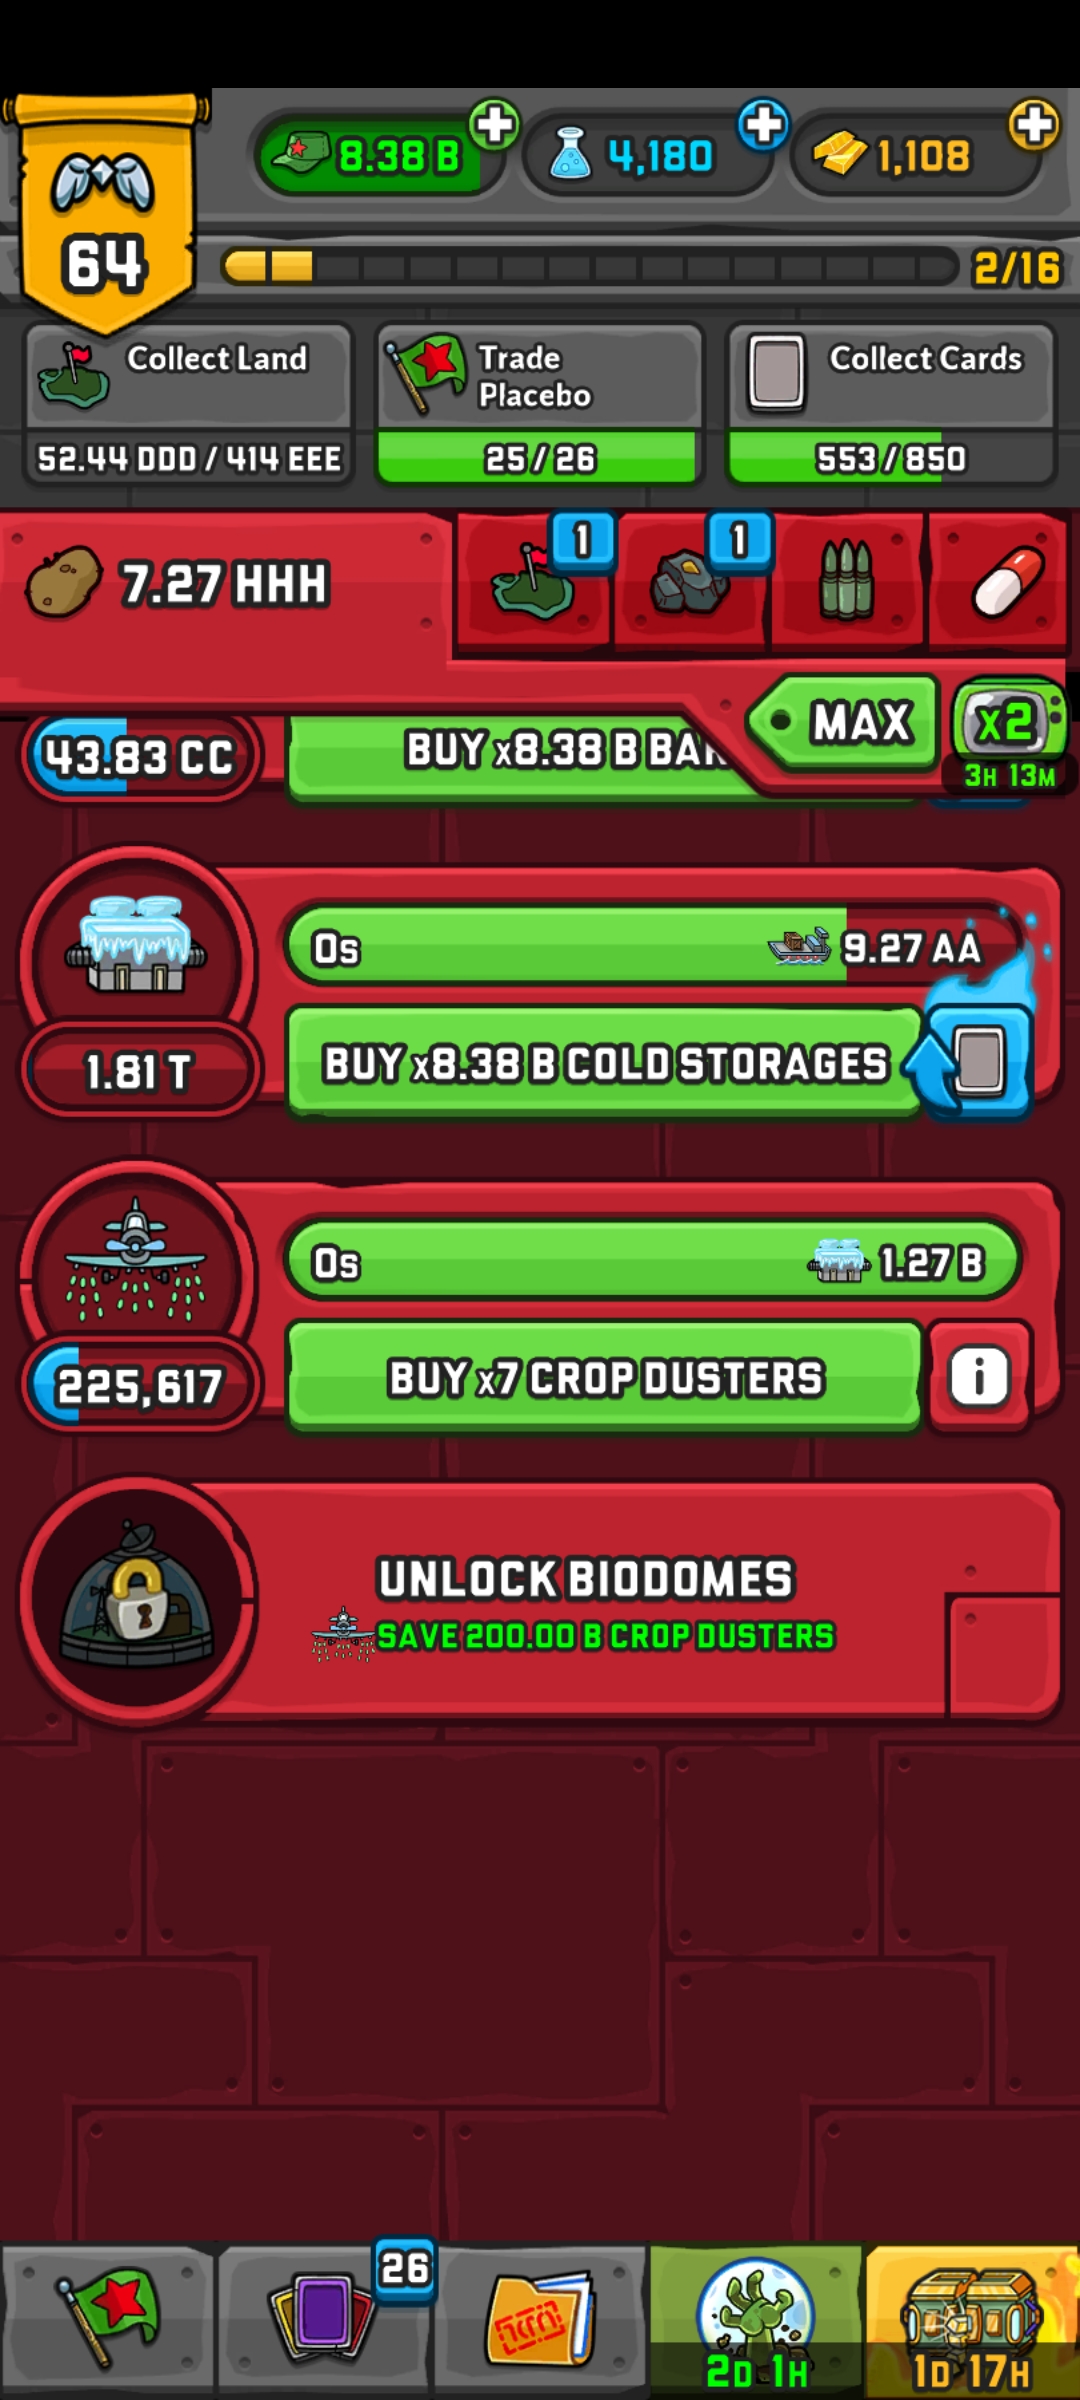 8.38 B
4,180
1,108
64
2/16
Collect Land
52.44 DDD / 414 EEE
Trade
Placebo
25 / 26
Collect Cards
553 / 850
7.27 HHH
1
1
MAX
x2
3H 13M
43.83 CC
BUY x8.38 B BAR
0s
9.27 AA
1.81 T
BUY x8.38 B COLD STORAGES
0s
1.27 B
225,617
BUY x7 CROP DUSTERS
i
UNLOCK BIODOMES
SAVE 200.00 B CROP DUSTERS
26
2D 1H
1D 17H